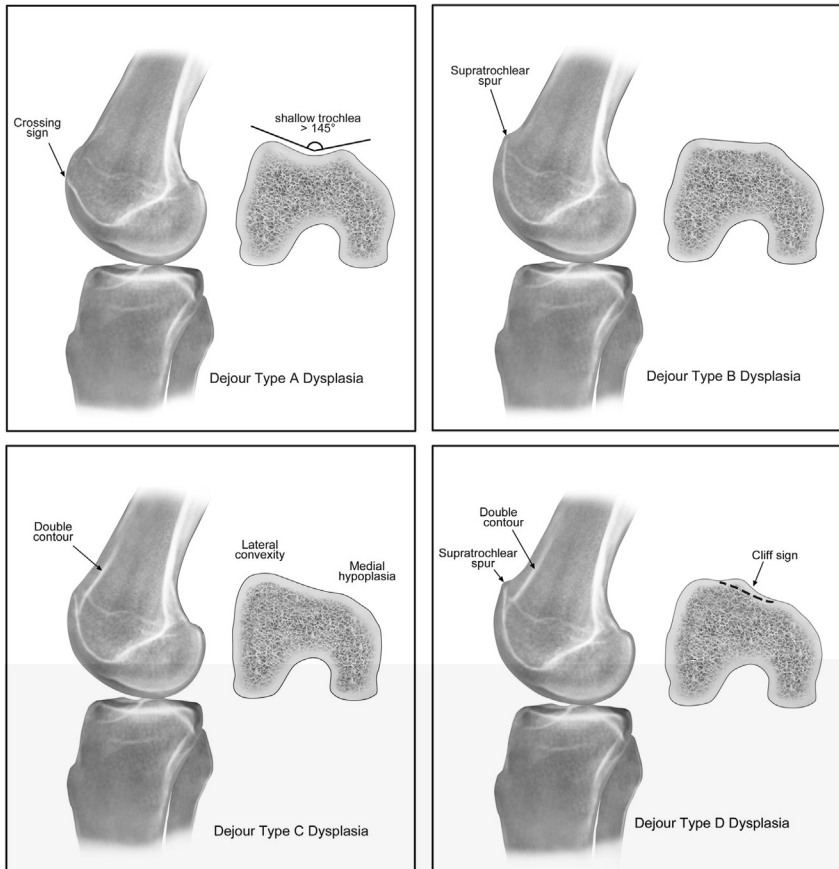 Crossing
sign
shallow trochlea
> 145°
Dejour Type A Dysplasia
Supratrochlear
spur
Dejour Type B Dysplasia
Double
contour
Lateral
convexity
Medial
hypoplasia
Dejour Type C Dysplasia
Double
contour
Supratrochlear
spur
Cliff sign
Dejour Type D Dysplasia